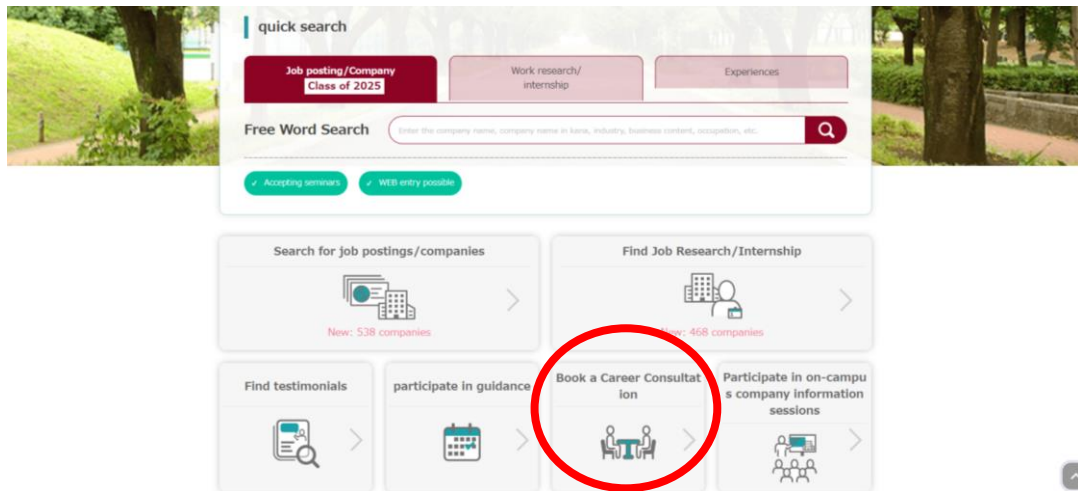 quick search
Job posting/Company
Class of 2025
Work research/
internship
Experiences
Free Word Search
Enter the company name, company name in kana, industry, business content, occupation, etc.
✓ Accepting seminars
✓ WEB entry possible
Search for job postings/companies
New: 538 companies
Find Job Research/Internship
New: 468 companies
Find testimonials
participate in guidance
Book a Career Consultat
ion
Participate in on-campu
s company information
sessions